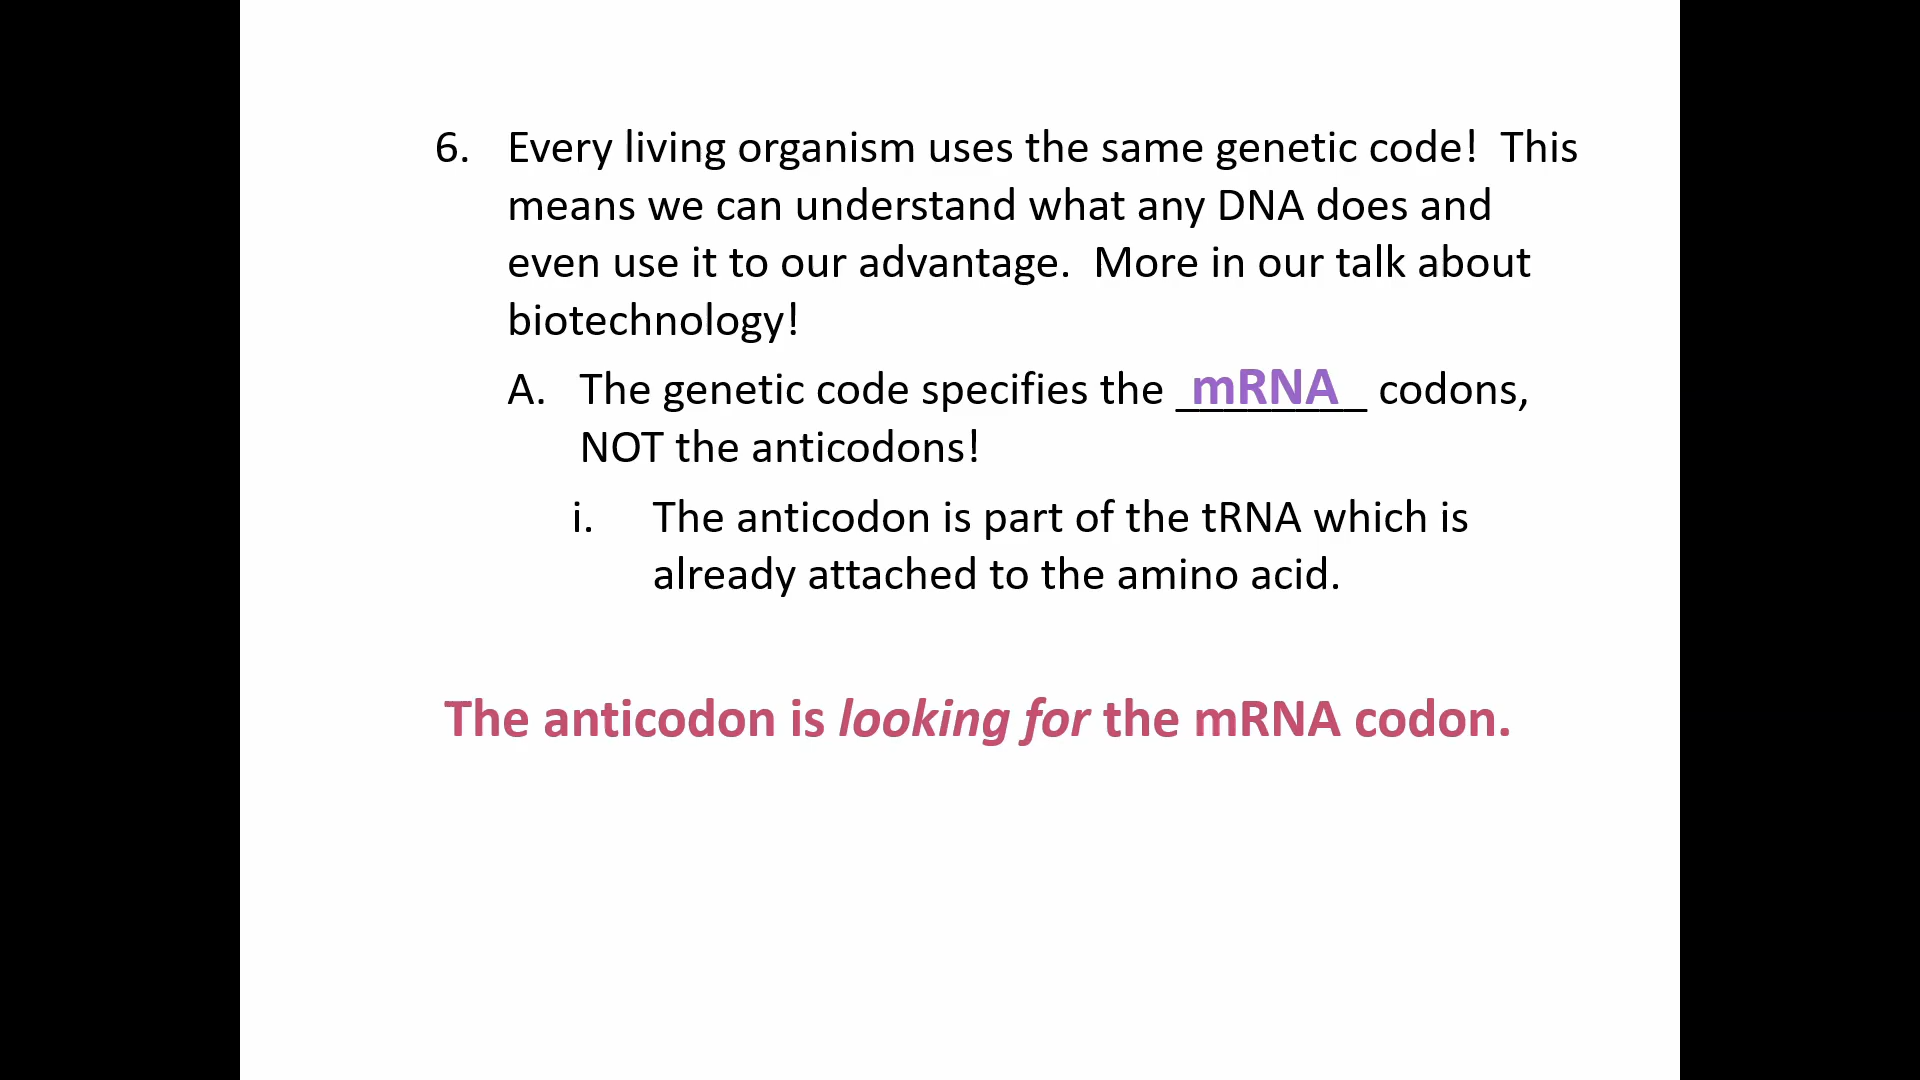 6. Every living organism uses the same genetic code!  This
means we can understand what any DNA does and
even use it to our advantage.  More in our talk about
biotechnology!
A. The genetic code specifies the mRNA codons,
NOT the anticodons!
i. The anticodon is part of the tRNA which is
already attached to the amino acid.
The anticodon is looking for the mRNA codon.